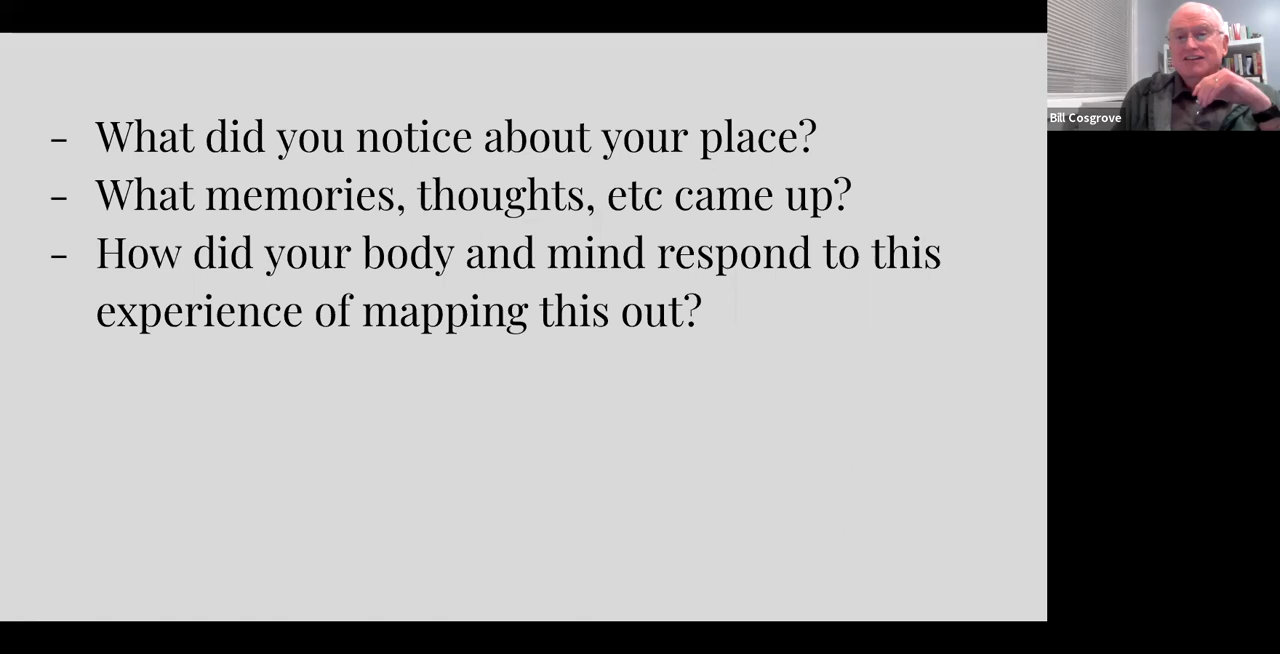 - What did you notice about your place?
- What memories, thoughts, etc came up?
- How did your body and mind respond to this
experience of mapping this out?
Bill Cosgrove